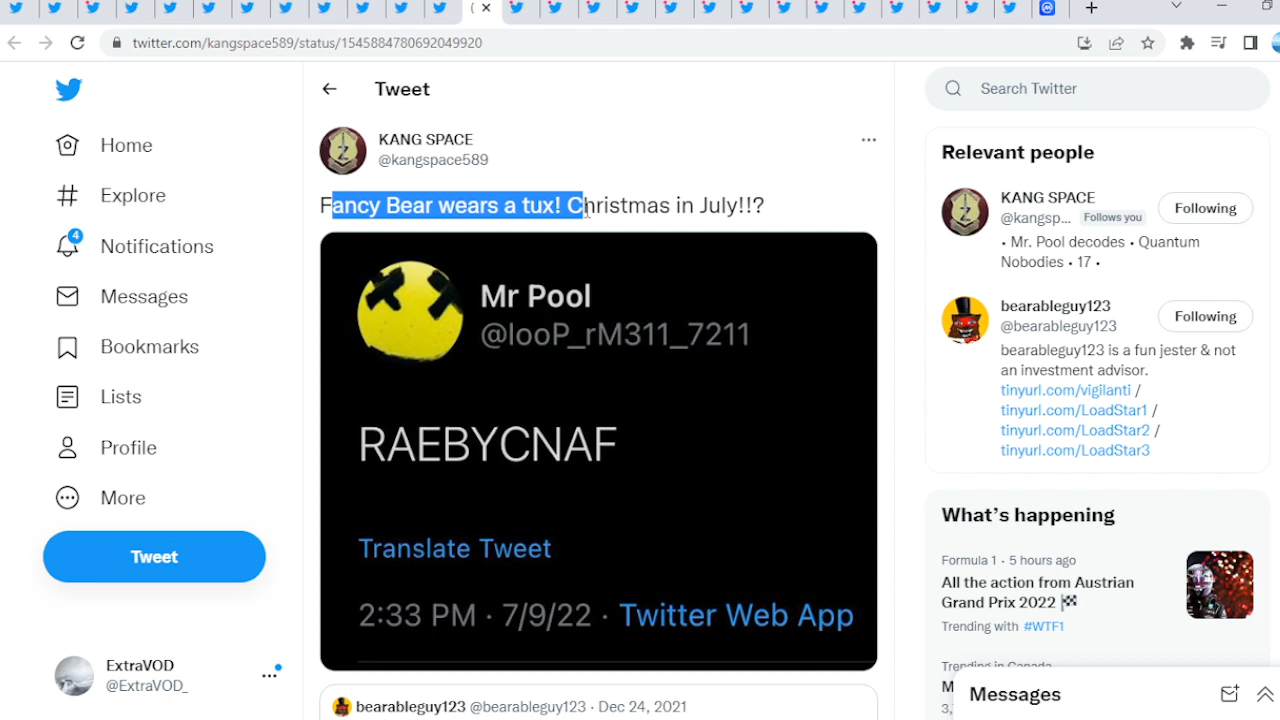 twitter.com/kangspace589/status/1545884780692049920
Home
Explore
4
Notifications
Messages
Bookmarks
Lists
Profile
More
Tweet
ExtraVOD
@ExtraVOD_
Tweet
KANG SPACE
@kangspace589
Fancy Bear wears a tux! Christmas in July!!?
Mr Pool
@looP_rM311_7211
RAEBYCNAF
Translate Tweet
2:33 PM · 7/9/22 · Twitter Web App
bearableguy123 @bearableguy123 · Dec 24, 2021
Search Twitter
Relevant people
KANG SPACE
@kangsp... Follows you
Following
• Mr. Pool decodes • Quantum
Nobodies • 17 •
bearableguy123
@bearableguy123
Following
bearableguy123 is a fun jester & not
an investment advisor.
tinyurl.com/vigilanti /
tinyurl.com/LoadStar1 /
tinyurl.com/LoadStar2 /
tinyurl.com/LoadStar3
What's happening
Formula 1 · 5 hours ago
All the action from Austrian
Grand Prix 2022
Trending with #WTF1
Trending in Canada
Messages